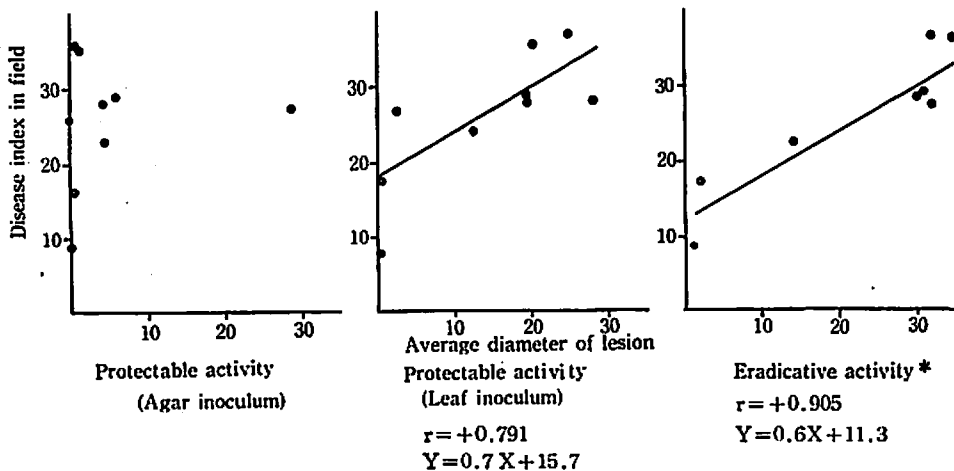 Disease index in field
30
20
10
10
20
30
Protectable activity
(Agar inoculum)
30
20
10
10
20
30
Average diameter of lesion
Protectable activity
(Leaf inoculum)
r=+0.791
Y=0.7X+15.7
30
20
10
10
20
30
Eradicative activity*
r=+0.905
Y=0.6X+11.3